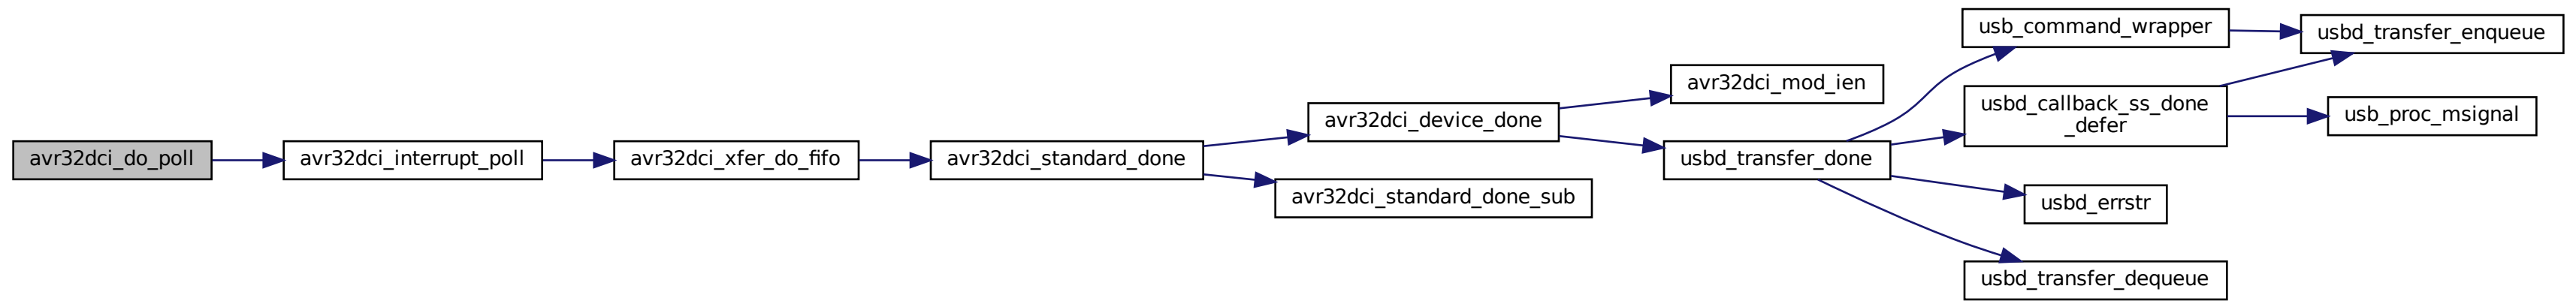 avr32dci_do_poll
avr32dci_interrupt_poll
avr32dci_xfer_do_fifo
avr32dci_standard_done
avr32dci_device_done
avr32dci_standard_done_sub
avr32dci_mod_ien
usbd_transfer_done
usb_command_wrapper
usbd_callback_ss_done
_defer
usbd_errstr
usbd_transfer_dequeue
usbd_transfer_enqueue
usb_proc_msignal